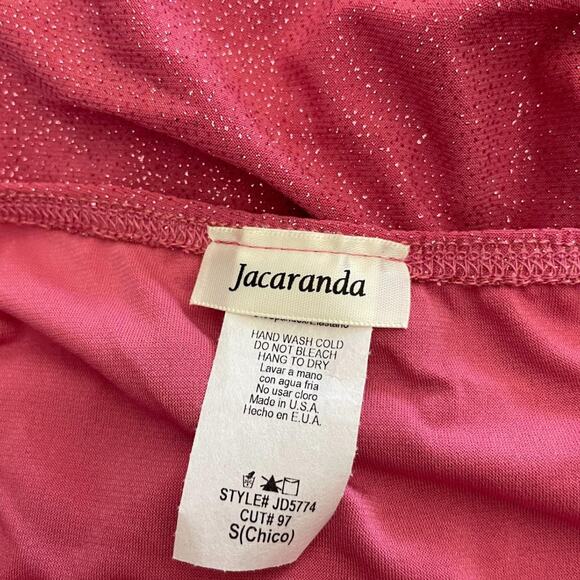 Jacaranda
HAND WASH COLD
DO NOT BLEACH
HANG TO DRY
Lavar a mano
con agua fria
No usar cloro
Made in U.S.A.
Hecho en E.U.A.
STYLE# JD5774
CUT# 97
S(Chico)